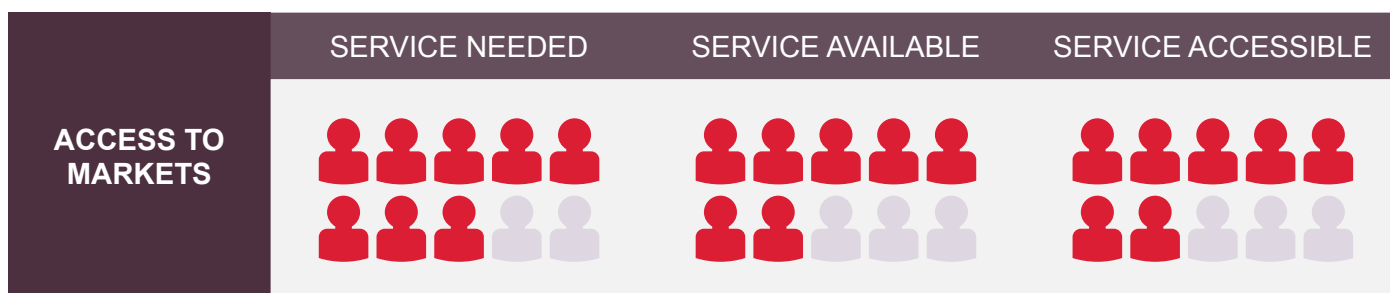 SERVICE NEEDED
SERVICE AVAILABLE
SERVICE ACCESSIBLE
ACCESS TO
MARKETS